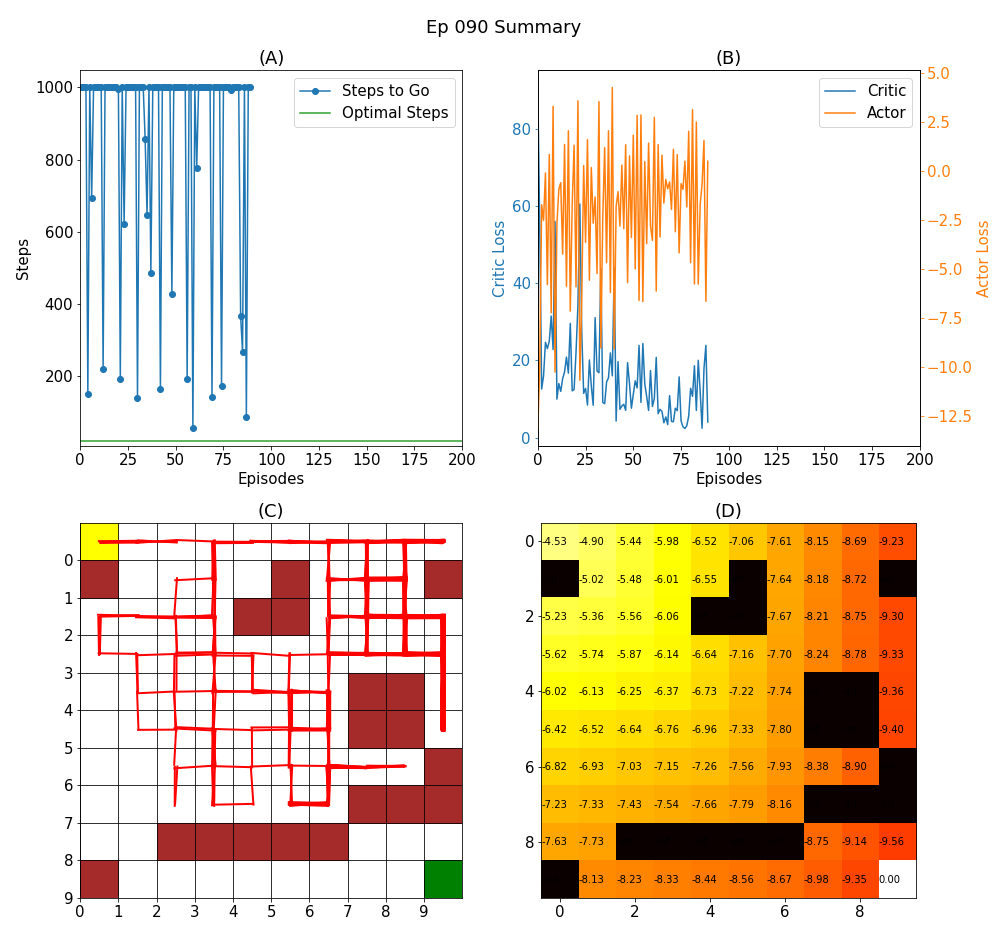 Ep 090 Summary
(A)
Steps to Go
Optimal Steps
1000
800
600
400
200
Steps
0 25 50 75 100 125 150 175 200
Episodes
(B)
Critic
Actor
80
60
40
20
0
Critic Loss
5.0
2.5
0.0
−2.5
−5.0
−7.5
−10.0
−12.5
Actor Loss
0 25 50 75 100 125 150 175 200
Episodes
(C)
0
1
2
3
4
5
6
7
8
9
0 1 2 3 4 5 6 7 8 9
(D)
0
2
4
6
8
-4.53 -4.90 -5.44 -5.98 -6.52 -7.06 -7.61 -8.15 -8.69 -9.23
-5.02 -5.48 -6.01 -6.55 -7.64 -8.18 -8.72
-5.23 -5.36 -5.56 -6.06 -7.67 -8.21 -8.75 -9.30
-5.62 -5.74 -5.87 -6.14 -6.64 -7.16 -7.70 -8.24 -8.78 -9.33
-6.02 -6.13 -6.25 -6.37 -6.73 -7.22 -7.74 -9.36
-6.42 -6.52 -6.64 -6.76 -6.96 -7.33 -7.80 -9.40
-6.82 -6.93 -7.03 -7.15 -7.26 -7.56 -7.93 -8.38 -8.90
-7.23 -7.33 -7.43 -7.54 -7.66 -7.79 -8.16
-7.63 -7.73 -8.75 -9.14 -9.56
-8.13 -8.23 -8.33 -8.44 -8.56 -8.67 -8.98 -9.35 0.00
0 2 4 6 8